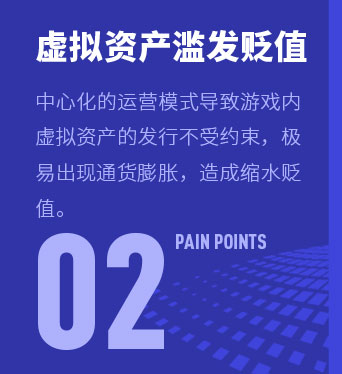 虚拟资产滥发贬值
中心化的运营模式导致游戏内
虚拟资产的发行不受约束，极
易出现通货膨胀，造成缩水贬
值。
02
PAIN POINTS